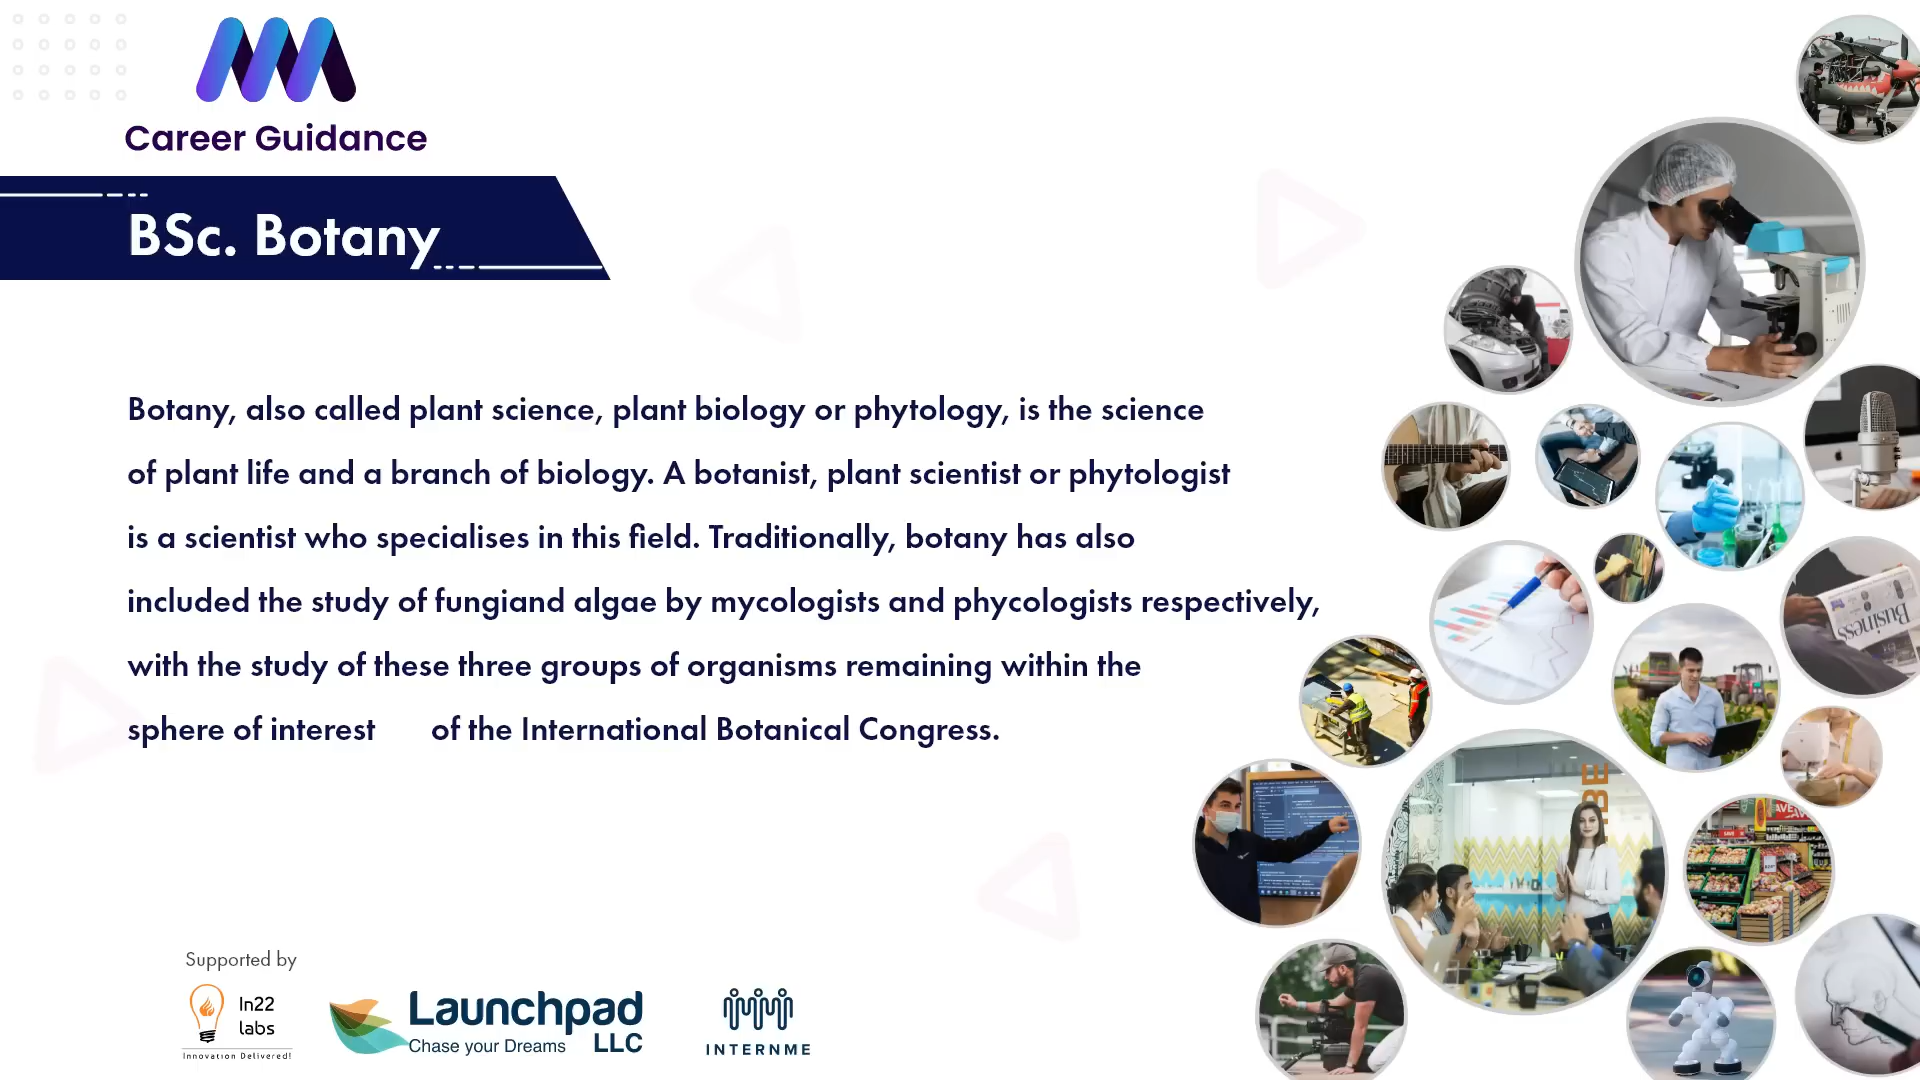 Career Guidance
BSc. Botany
Botany, also called plant science, plant biology or phytology, is the science
of plant life and a branch of biology. A botanist, plant scientist or phytologist
is a scientist who specialises in this field. Traditionally, botany has also
included the study of fungiand algae by mycologists and phycologists respectively,
with the study of these three groups of organisms remaining within the
sphere of interest of the International Botanical Congress.
Supported by
In22
labs
Innovation Delivered!
Launchpad
Chase your Dreams LLC
INTERNME
Business